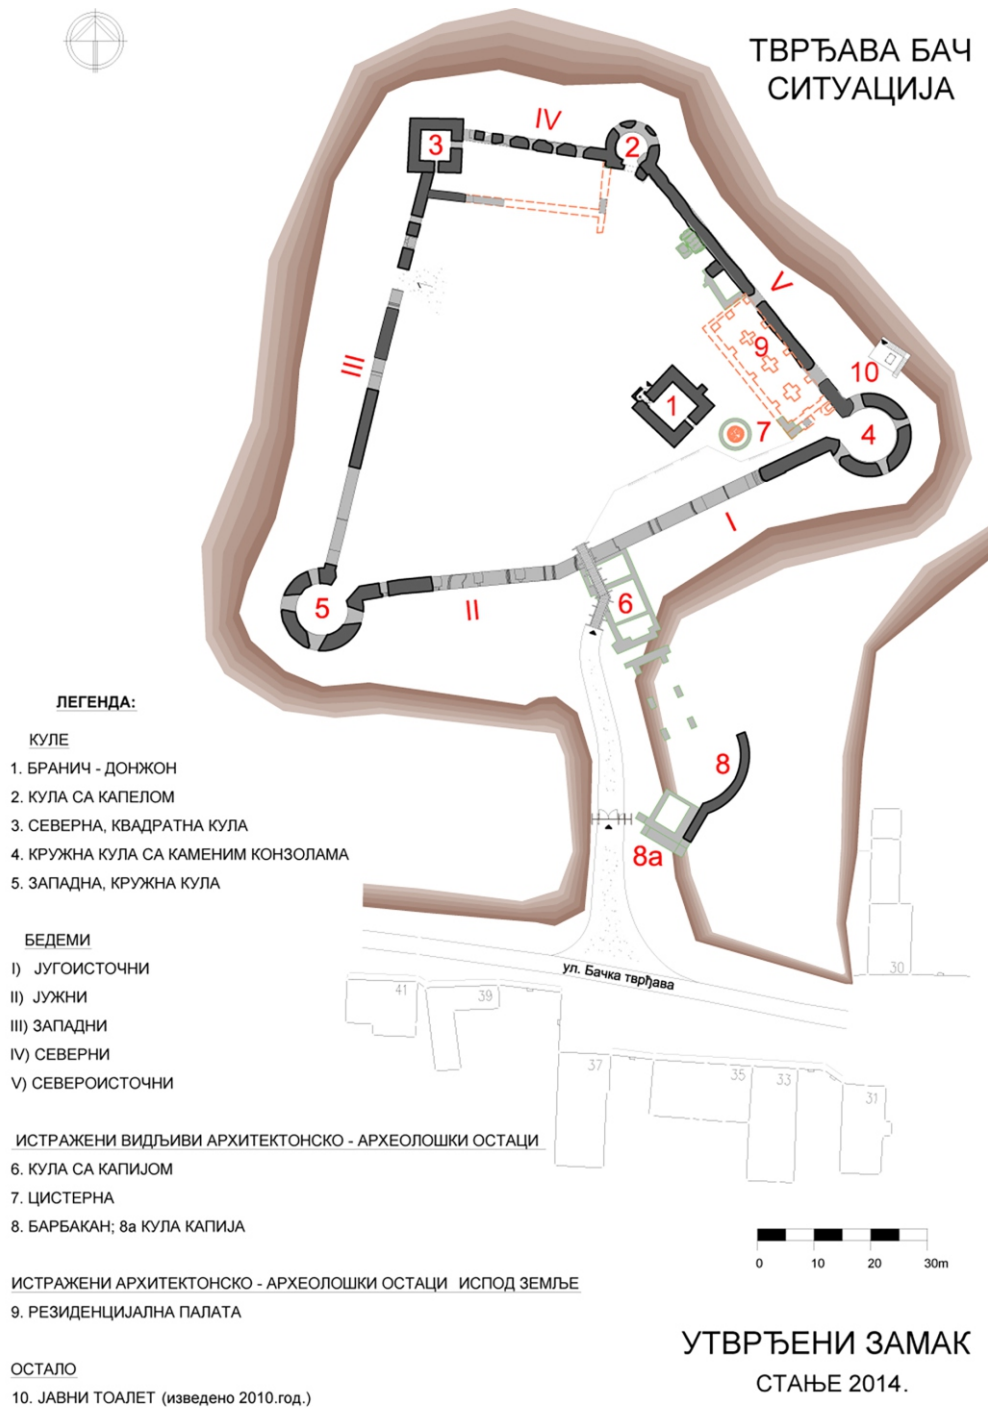 ТВРЂАВА БАЧ
СИТУАЦИЈА
IV
3
2
V
9
10
III
1
7
4
I
5
II
6
8
8а
ул. Бачка тврђава
30
41
39
37
35
33
31
ЛЕГЕНДА:
КУЛЕ
1. БРАНИЧ - ДОНЖОН
2. КУЛА СА КАПЕЛОМ
3. СЕВЕРНА, КВАДРАТНА КУЛА
4. КРУЖНА КУЛА СА КАМЕНИМ КОНЗОЛАМА
5. ЗАПАДНА, КРУЖНА КУЛА
БЕДЕМИ
I) ЈУГОИСТОЧНИ
II) ЈУЖНИ
III) ЗАПАДНИ
IV) СЕВЕРНИ
V) СЕВЕРОИСТОЧНИ
ИСТРАЖЕНИ ВИДЉИВИ АРХИТЕКТОНСКО - АРХЕОЛОШКИ ОСТАЦИ
6. КУЛА СА КАПИЈОМ
7. ЦИСТЕРНА
8. БАРБАКАН; 8а КУЛА КАПИЈА
ИСТРАЖЕНИ АРХИТЕКТОНСКО - АРХЕОЛОШКИ ОСТАЦИ ИСПОД ЗЕМЉЕ
9. РЕЗИДЕНЦИЈАЛНА ПАЛАТА
ОСТАЛО
10. ЈАВНИ ТОАЛЕТ (изведено 2010.год.)
0 10 20 30m
УТВРЂЕНИ ЗАМАК
СТАЊЕ 2014.